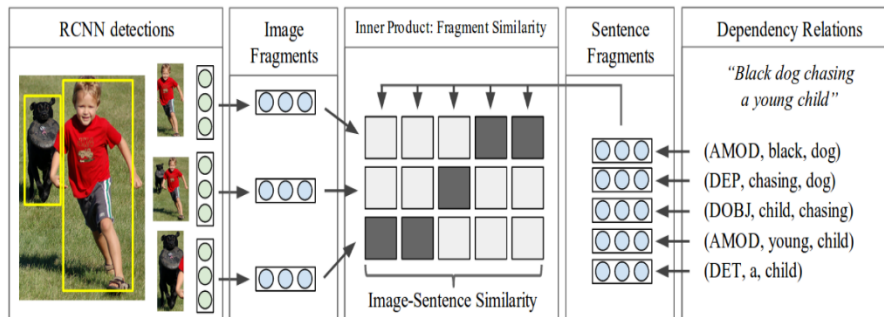 RCNN detections
Image
Fragments
Inner Product: Fragment Similarity
Sentence
Fragments
Dependency Relations
"Black dog chasing
a young child"
(AMOD, black, dog)
(DEP, chasing, dog)
(DOBJ, child, chasing)
(AMOD, young, child)
(DET, a, child)
Image-Sentence Similarity